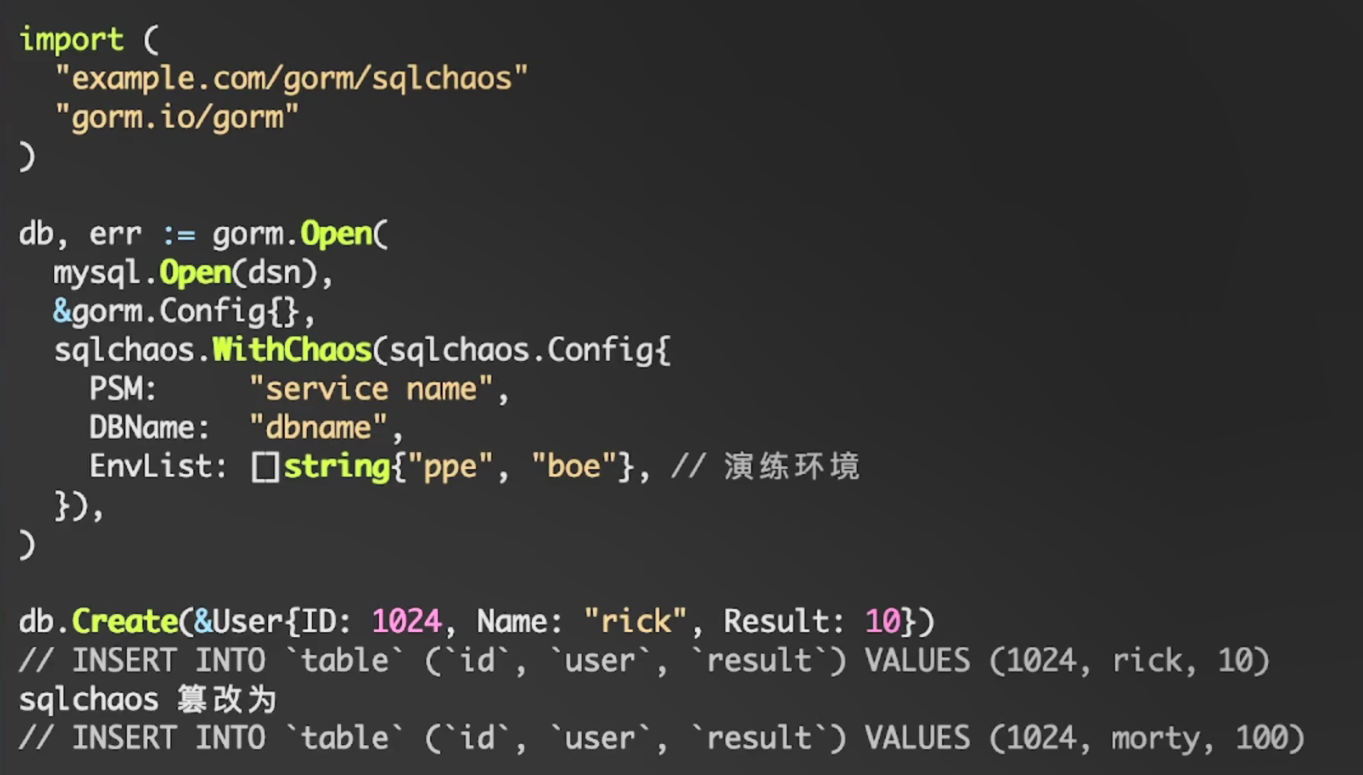 import (
"example.com/gorm/sqlchaos"
"gorm.io/gorm"
)
db, err := gorm.Open(
mysql.Open(dsn),
&gorm.Config{},
sqlchaos.WithChaos(sqlchaos.Config{
PSM: "service name",
DBName: "dbname",
EnvList: []string{"ppe", "boe"}, // 演练环境
}),
)
db.Create(&User{ID: 1024, Name: "rick", Result: 10})
// INSERT INTO `table` (`id`, `user`, `result`) VALUES (1024, rick, 10)
sqlchaos 篡改为
// INSERT INTO `table` (`id`, `user`, `result`) VALUES (1024, morty, 100)